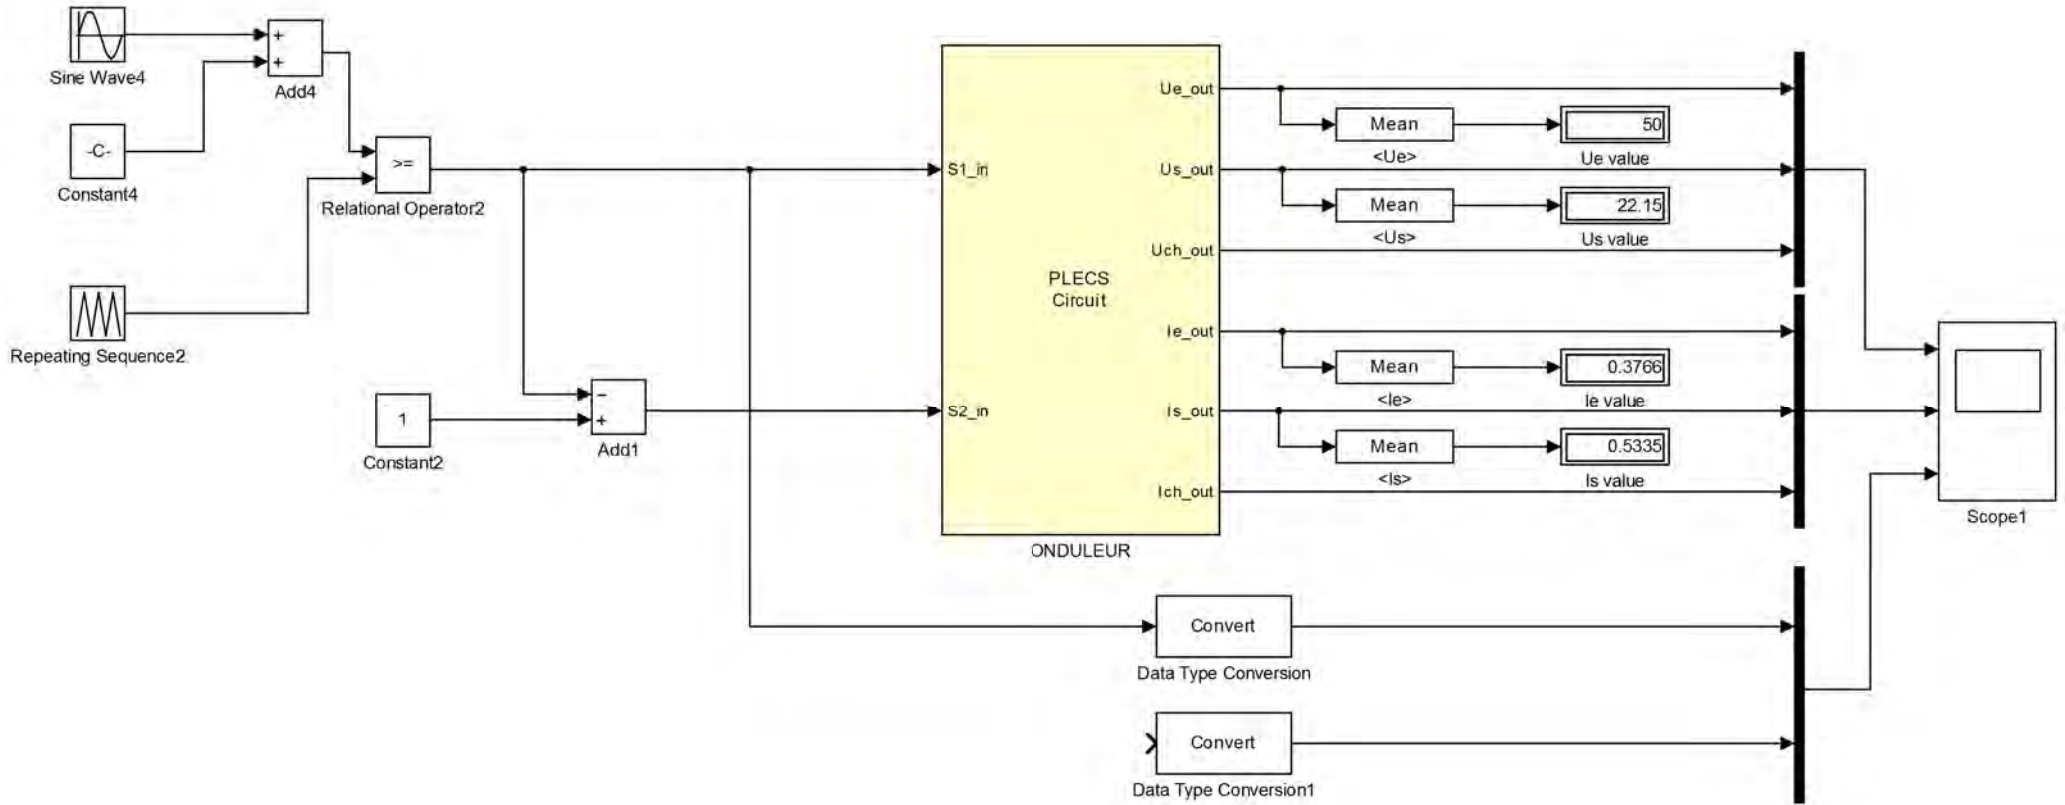 +
+
Sine Wave4
Add4
-C-
Constant4
>=
Relational Operator2
Repeating Sequence2
1
Constant2
−
+
Add1
S1_in
S2_in
PLECS
Circuit
Ue_out
Us_out
Uch_out
Ie_out
Is_out
Ich_out
ONDULEUR
Mean
<Ue>
50
Ue value
Mean
<Us>
22.15
Us value
Mean
<Ie>
0.3766
Ie value
Mean
<Is>
0.5335
Is value
Scope1
Convert
Data Type Conversion
Convert
Data Type Conversion1